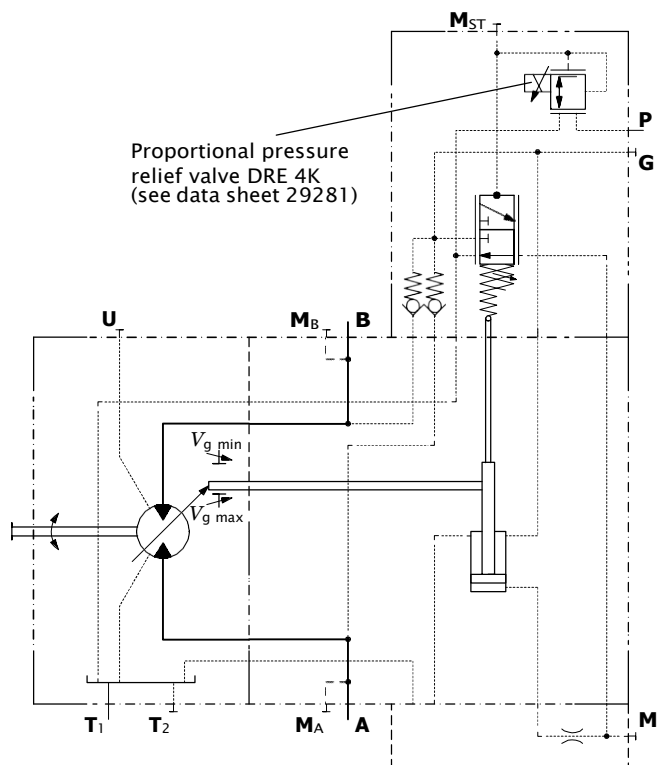 M_ST
P
Proportional pressure
relief valve DRE 4K
(see data sheet 29281)
G
U
M_B B
V_g min
V_g max
T_1 T_2 M_A A M